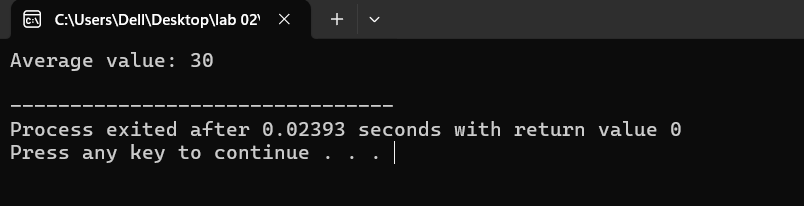 C:\Users\Dell\Desktop\lab 02\
Average value: 30
--------------------------------
Process exited after 0.02393 seconds with return value 0
Press any key to continue . . .